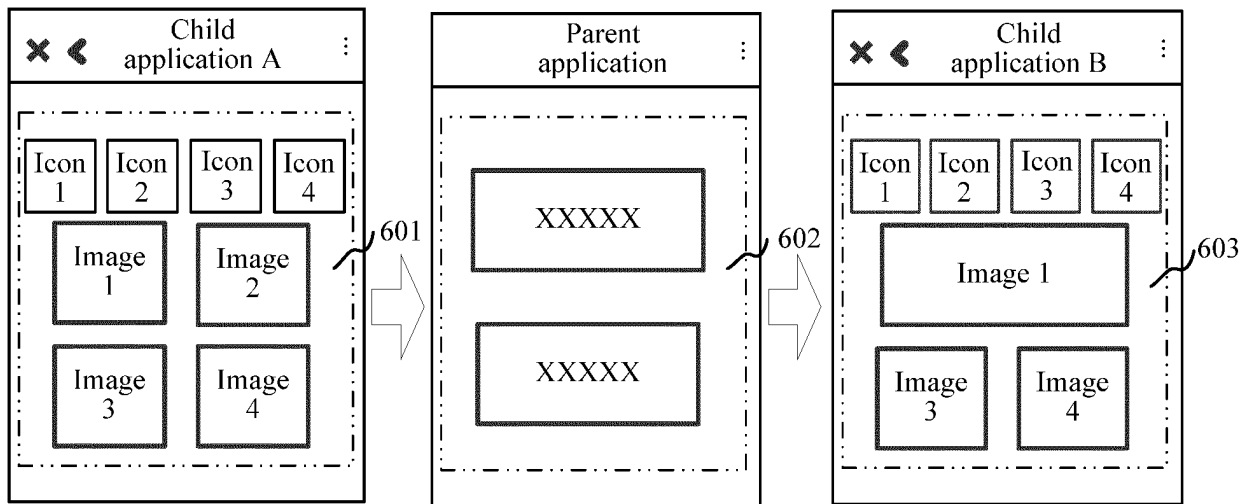 Child
application A
Icon
1
Icon
2
Icon
3
Icon
4
Image
1
Image
2
Image
3
Image
4
601
Parent
application
XXXXX
XXXXX
602
Child
application B
Icon
1
Icon
2
Icon
3
Icon
4
Image 1
Image
3
Image
4
603